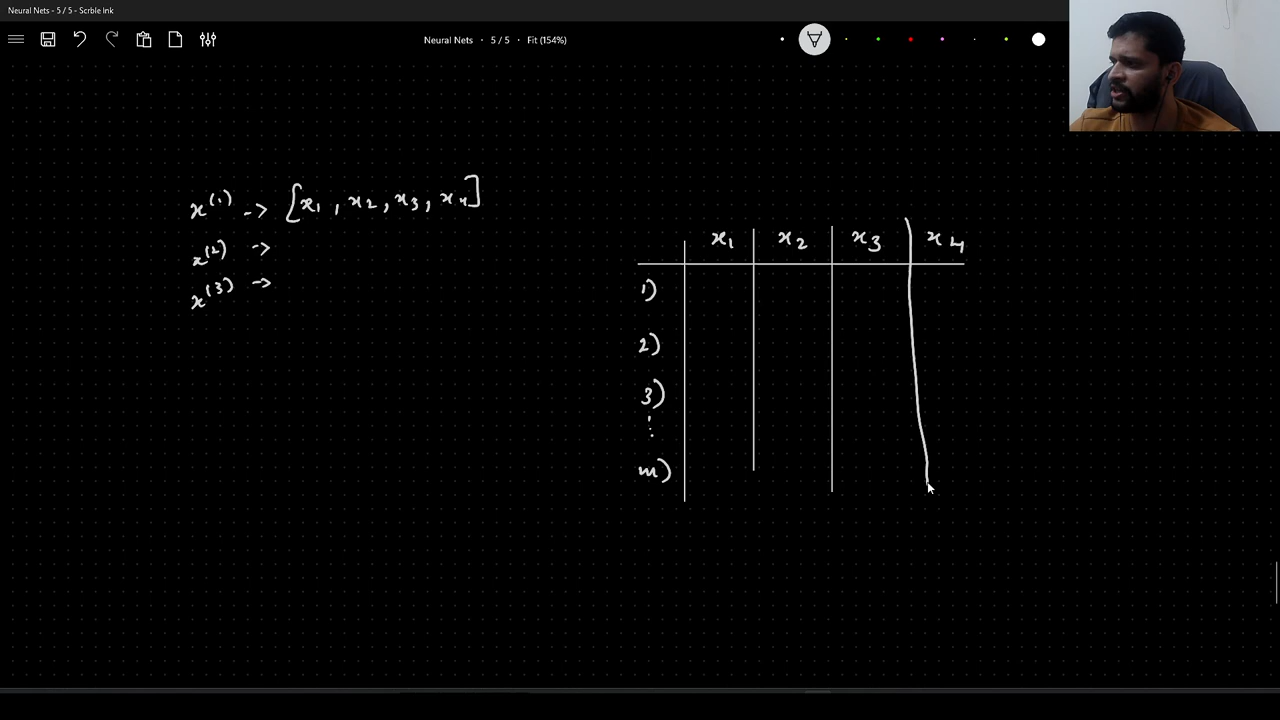 Neural Nets - 5 / 5 - Scrble Ink
Neural Nets • 5 / 5 • Fit (154%)
x⁽¹⁾ -> [x₁, x₂, x₃, x₄]
x⁽²⁾ ->
x⁽³⁾ ->
x₁ x₂ x₃ x₄
1)
2)
3)
⋮
m)